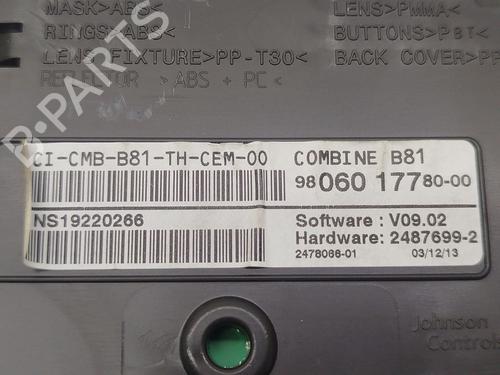 MASK>ABS<
RINGS>ABS<
LENS FIXTURE>PP-T30<
REFLECTOR > ABS + PC<
LENS>PMMA<
BUTTONS>PBT<
BACK COVER>PP
B-PARTS
CI-CMB-B81-TH-CEM-00
COMBINE B81
98 060 177 80-00
NS19220266
Software : V09.02
Hardware: 2487699-2
2478066-01
03/12/13
Johnson
Controls